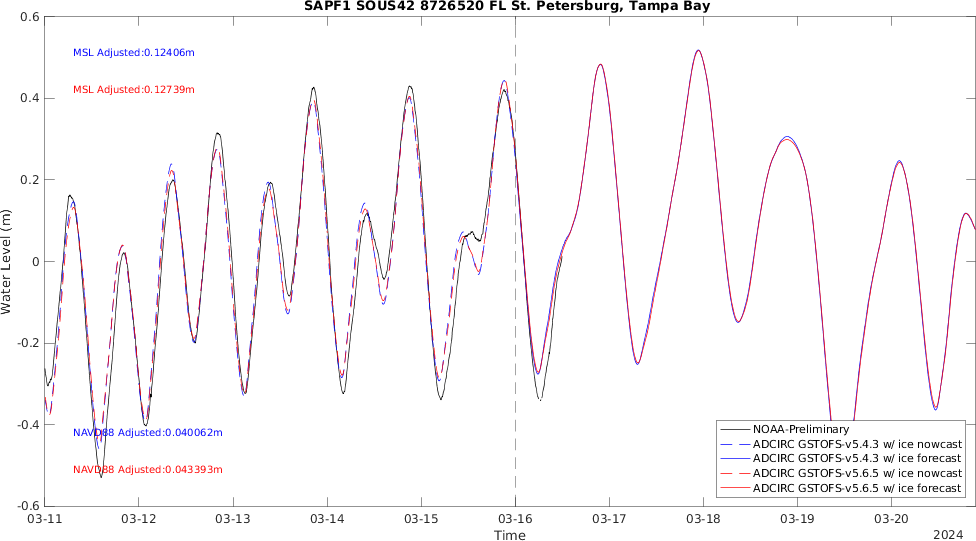 SAPF1 SOUS42 8726520 FL St. Petersburg, Tampa Bay
0.6
MSL Adjusted:0.12406m
MSL Adjusted:0.12739m
0.4
0.2
0
-0.2
-0.4
-0.6
Water Level (m)
NAVD88 Adjusted:0.040062m
NAVD88 Adjusted:0.043393m
NOAA-Preliminary
ADCIRC GSTOFS-v5.4.3 w/ ice nowcast
ADCIRC GSTOFS-v5.4.3 w/ ice forecast
ADCIRC GSTOFS-v5.6.5 w/ ice nowcast
ADCIRC GSTOFS-v5.6.5 w/ ice forecast
03-11 03-12 03-13 03-14 03-15 03-16 03-17 03-18 03-19 03-20
Time
2024